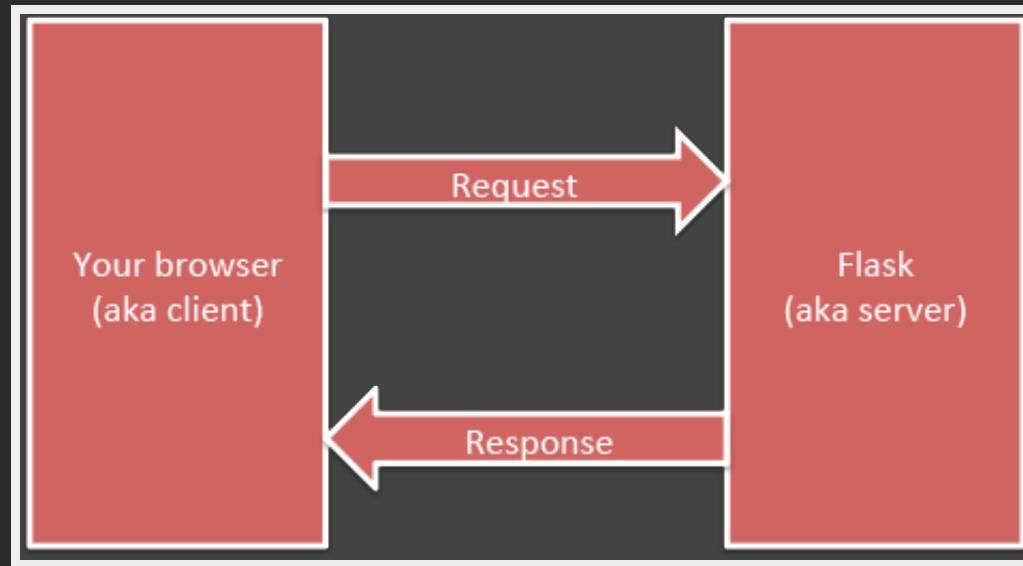 Your browser
(aka client)
Request
Response
Flask
(aka server)